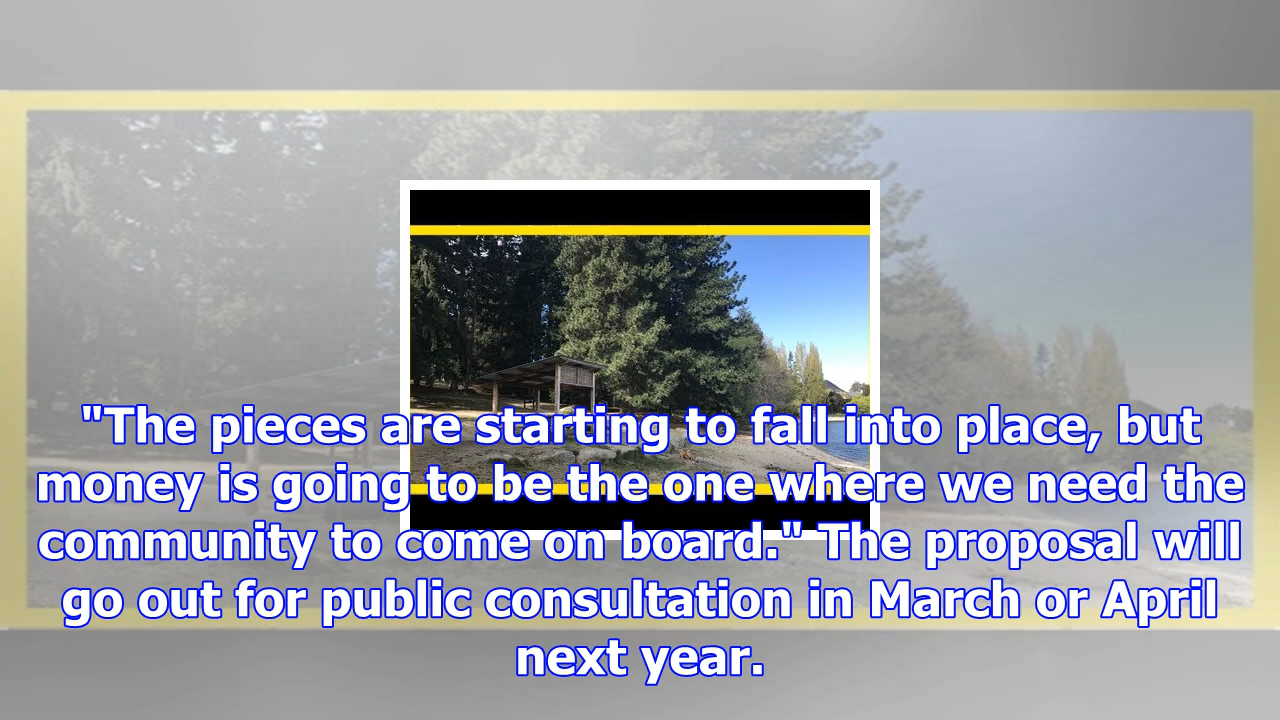 "The pieces are starting to fall into place, but
money is going to be the one where we need the
community to come on board." The proposal will
go out for public consultation in March or April
next year.